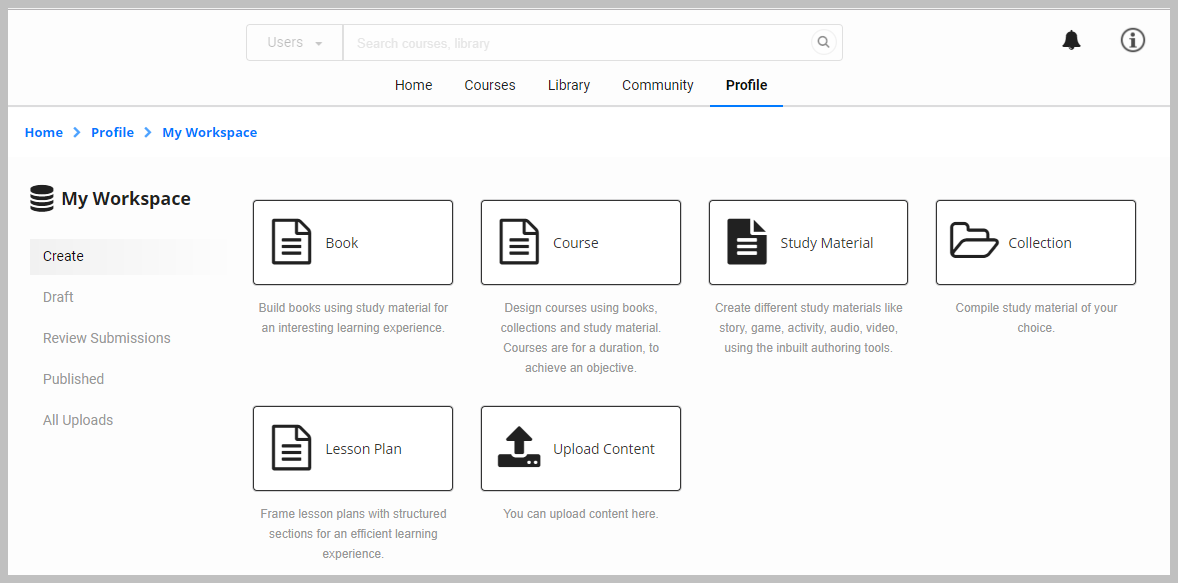 Users
Search courses, library
Home
Courses
Library
Community
Profile
Home
Profile
My Workspace
My Workspace
Create
Draft
Review Submissions
Published
All Uploads
Book
Build books using study material for
an interesting learning experience.
Course
Design courses using books,
collections and study material.
Courses are for a duration, to
achieve an objective.
Study Material
Create different study materials like
story, game, activity, audio, video,
using the inbuilt authoring tools.
Collection
Compile study material of your
choice.
Lesson Plan
Frame lesson plans with structured
sections for an efficient learning
experience.
Upload Content
You can upload content here.